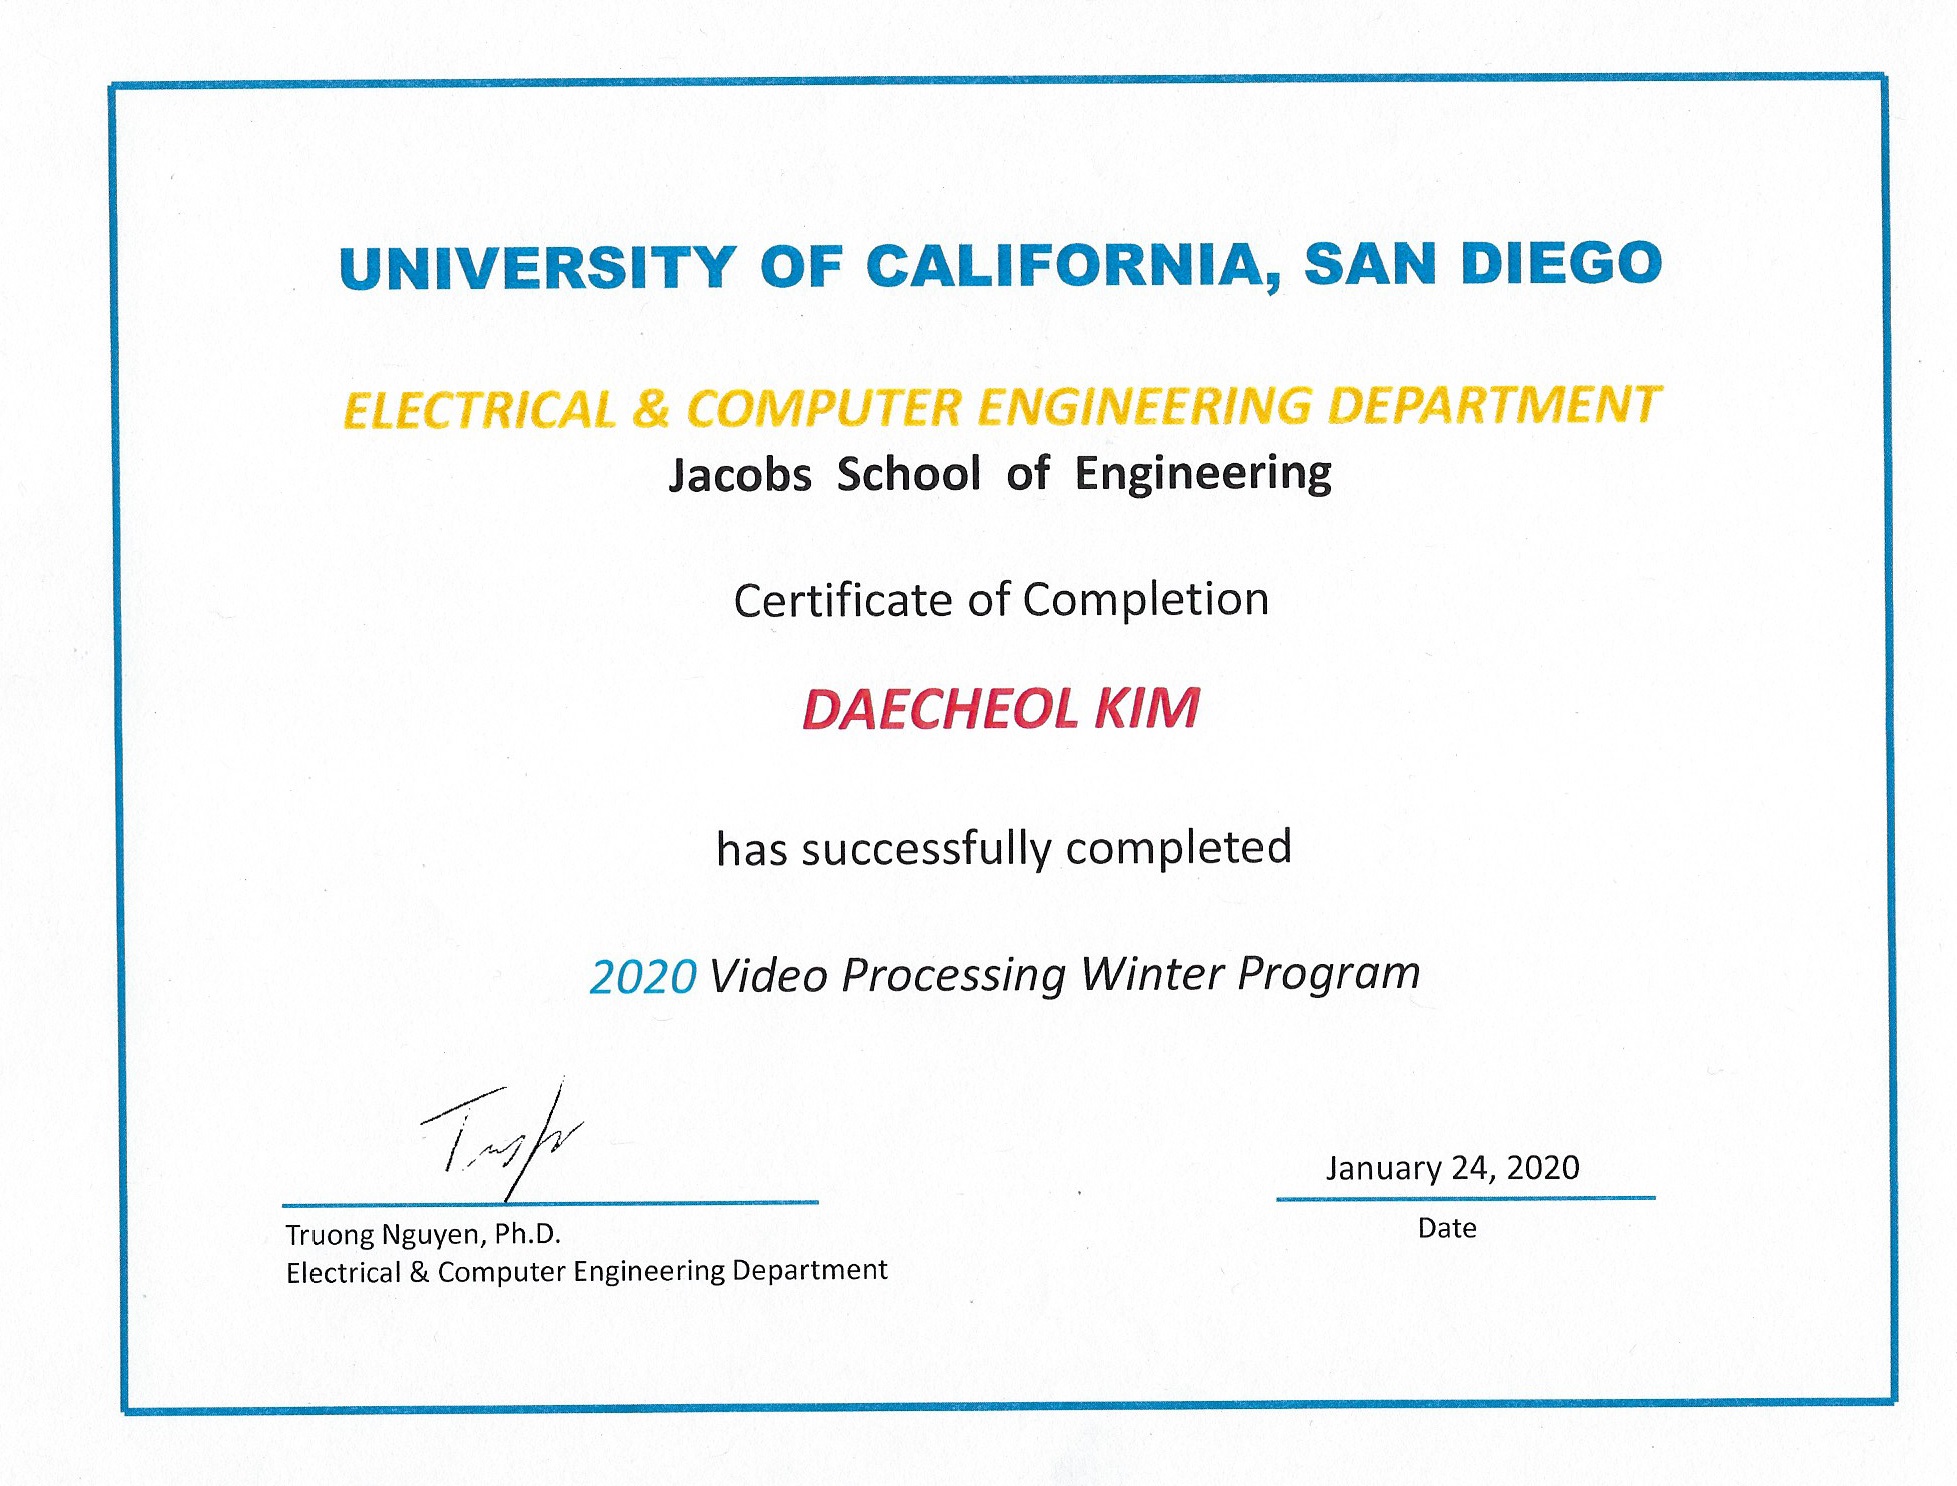 UNIVERSITY OF CALIFORNIA, SAN DIEGO
ELECTRICAL & COMPUTER ENGINEERING DEPARTMENT
Jacobs School of Engineering
Certificate of Completion
DAECHEOL KIM
has successfully completed
2020 Video Processing Winter Program
January 24, 2020
Truong Nguyen, Ph.D.
Electrical & Computer Engineering Department
Date